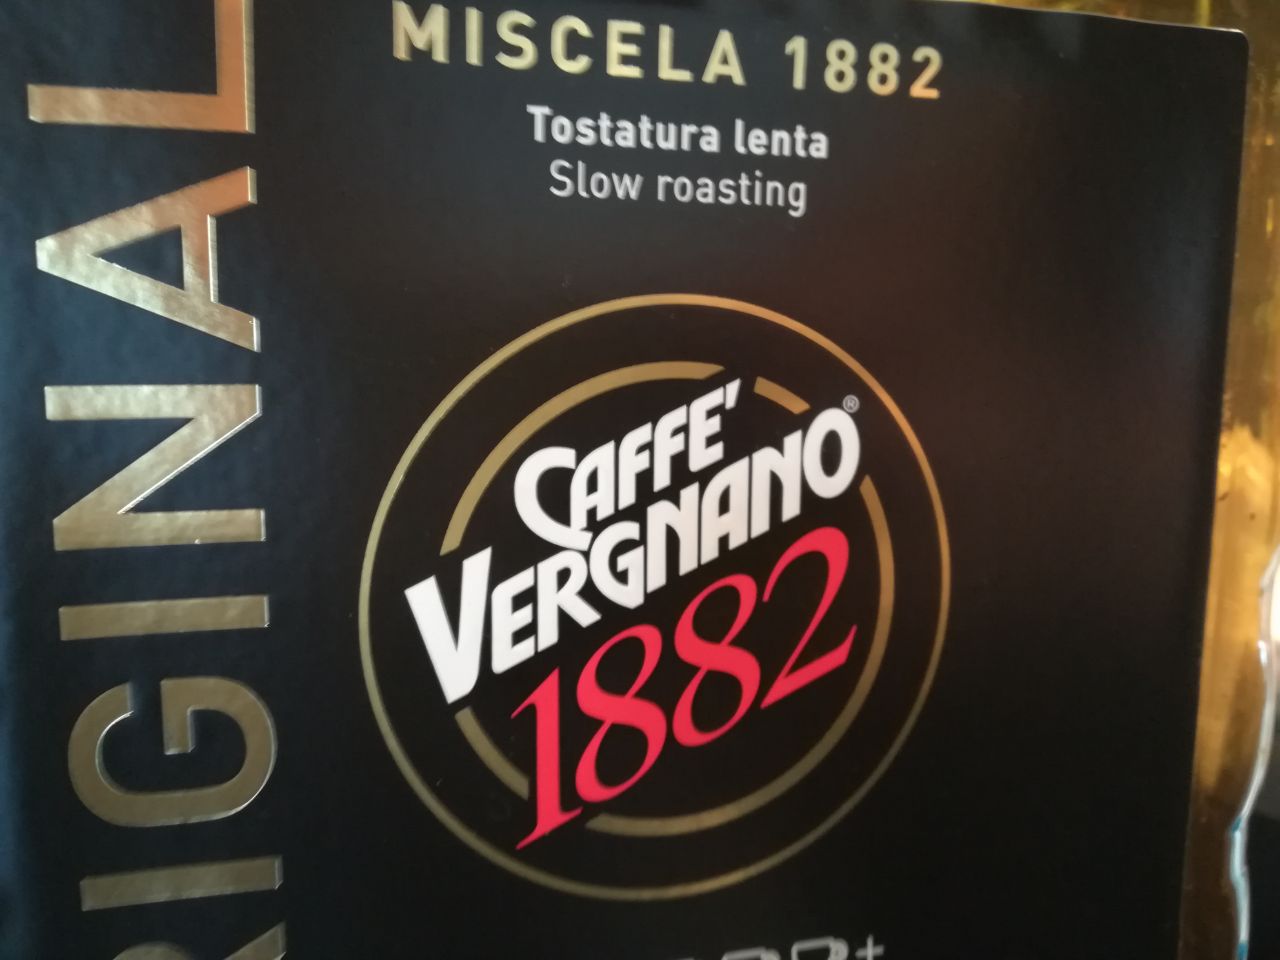 MISCELA 1882
Tostatura lenta
Slow roasting
CAFFE'
VERGNANO®
1882
RIGINAL